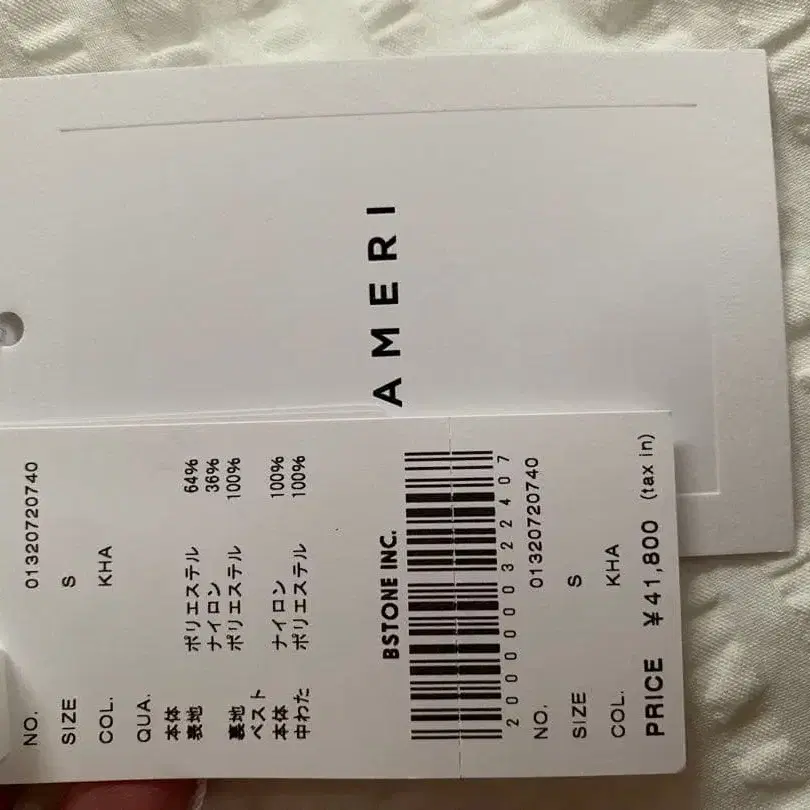 AMERI
NO. 01320720740
SIZE S
COL. KHA
QUA.
本体
表地 ポリエステル 64%
ナイロン 36%
裏地 ポリエステル 100%
ベスト
本体 ナイロン 100%
中わた ポリエステル 100%
BSTONE INC.
2000000322407
NO. 01320720740
SIZE S
COL. KHA
PRICE ¥41,800 (tax in)